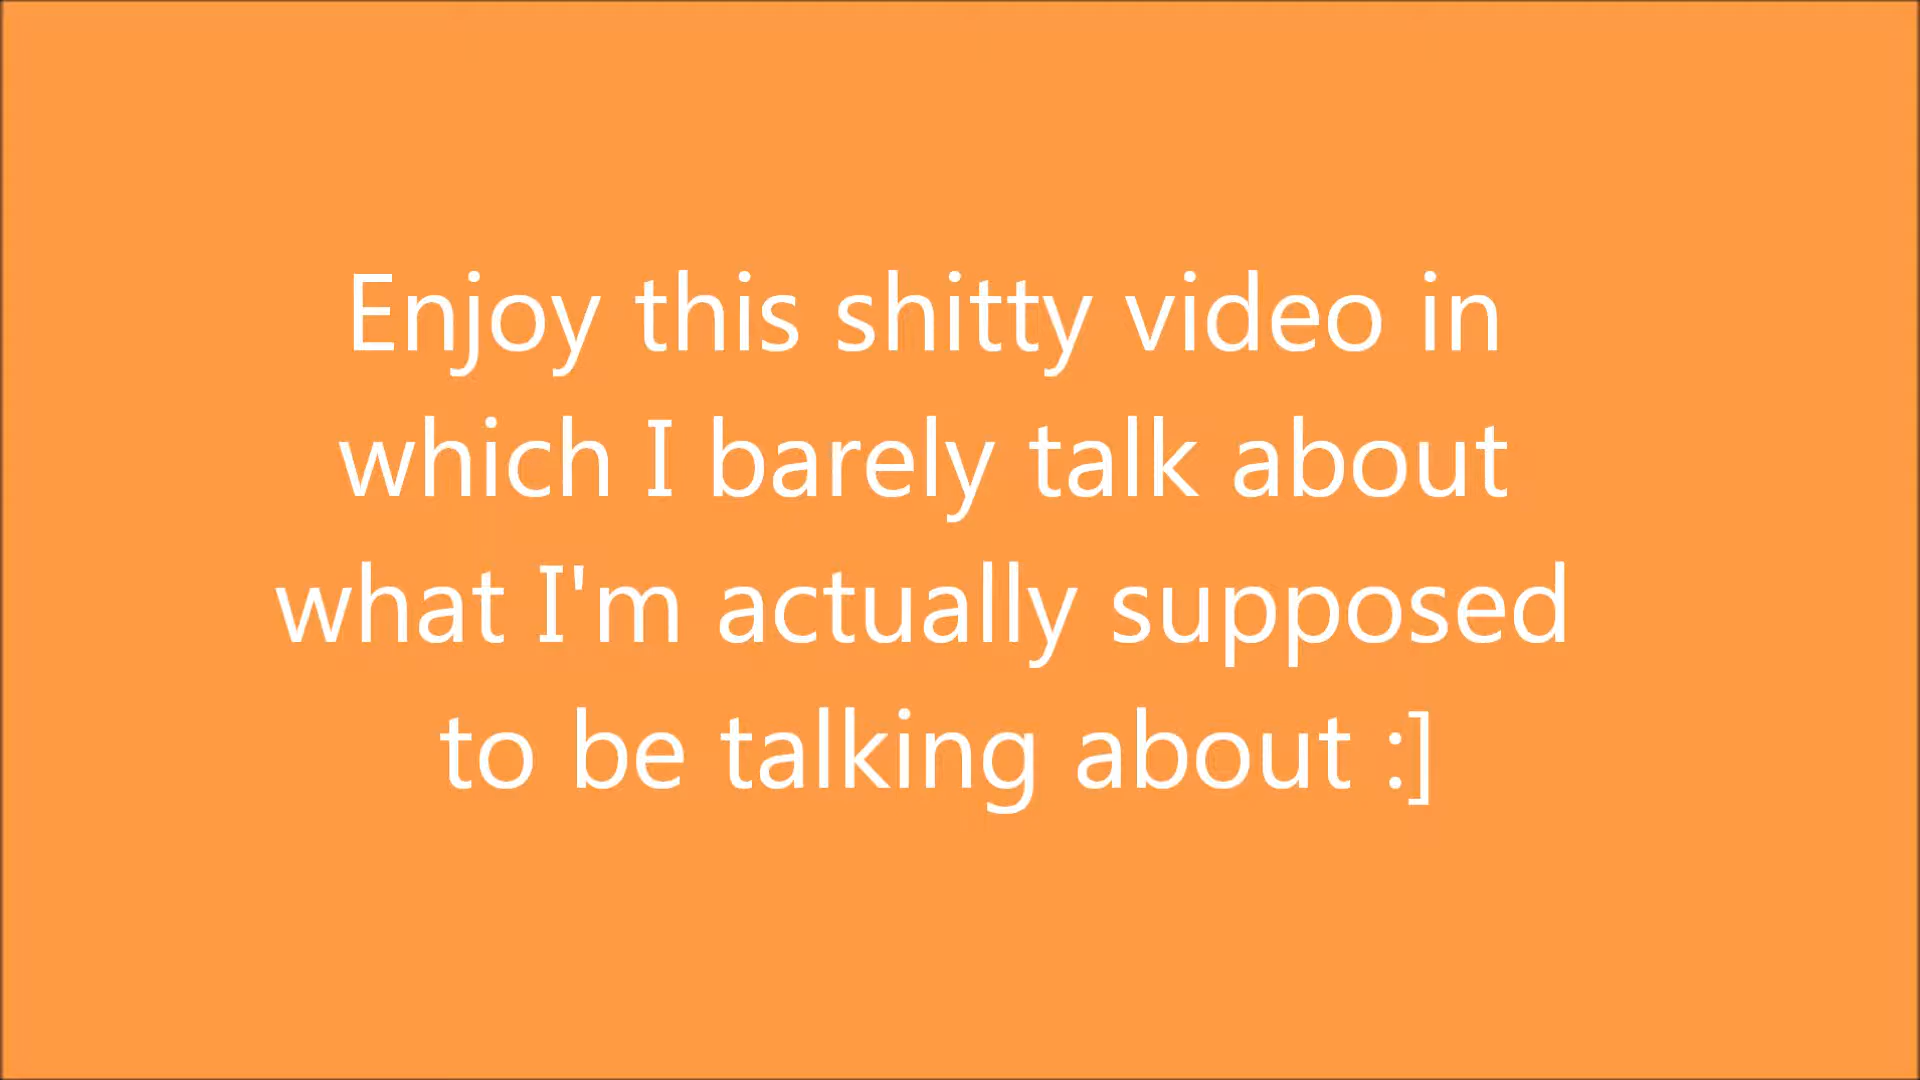 Enjoy this shitty video in
which I barely talk about
what I'm actually supposed
to be talking about :]